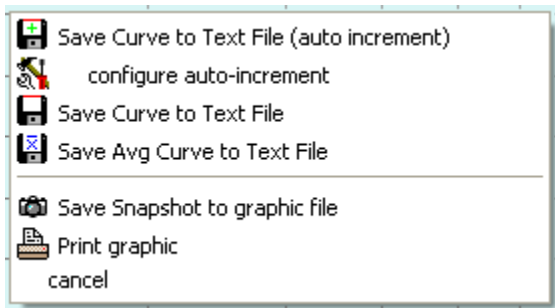 Save Curve to Text File (auto increment)
configure auto-increment
Save Curve to Text File
Save Avg Curve to Text File
Save Snapshot to graphic file
Print graphic
cancel